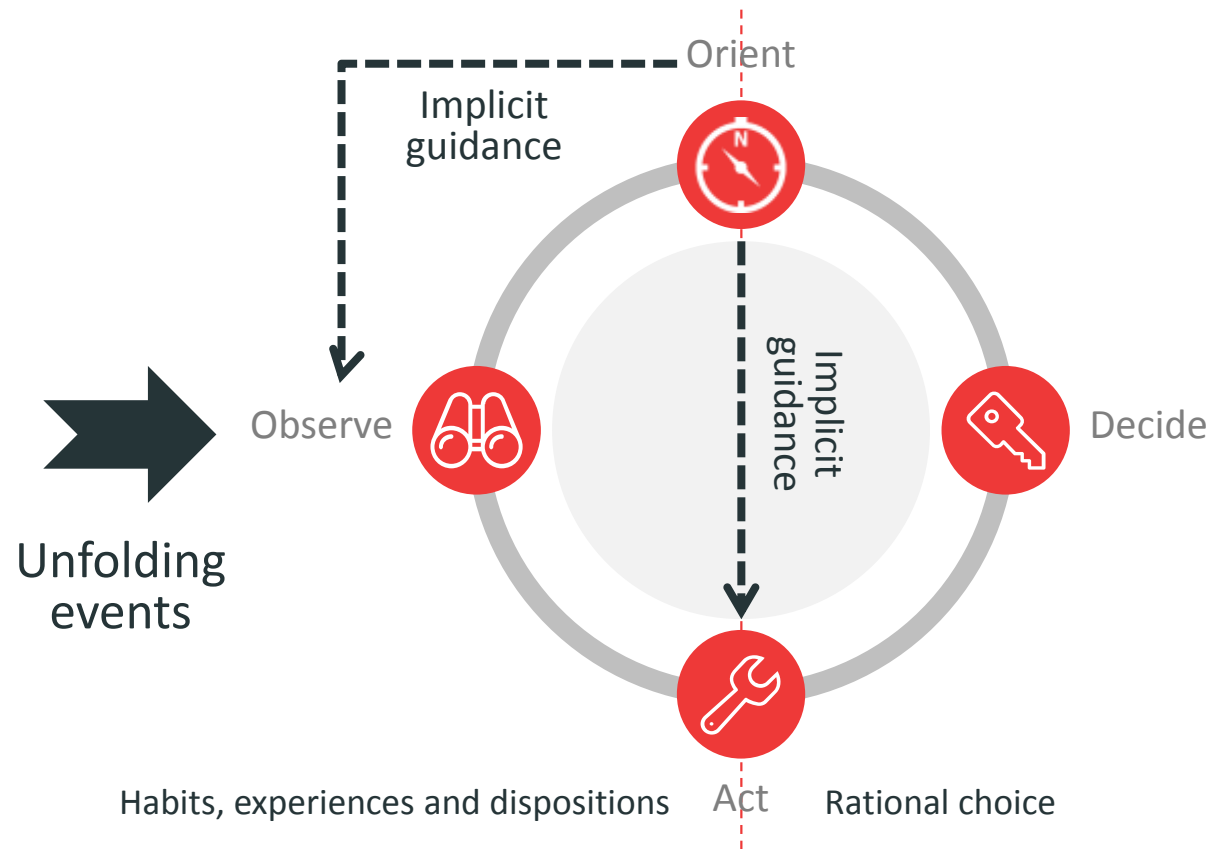 Orient
Implicit
guidance
N
Implicit
guidance
Observe
Decide
Unfolding
events
Habits, experiences and dispositions
Act
Rational choice